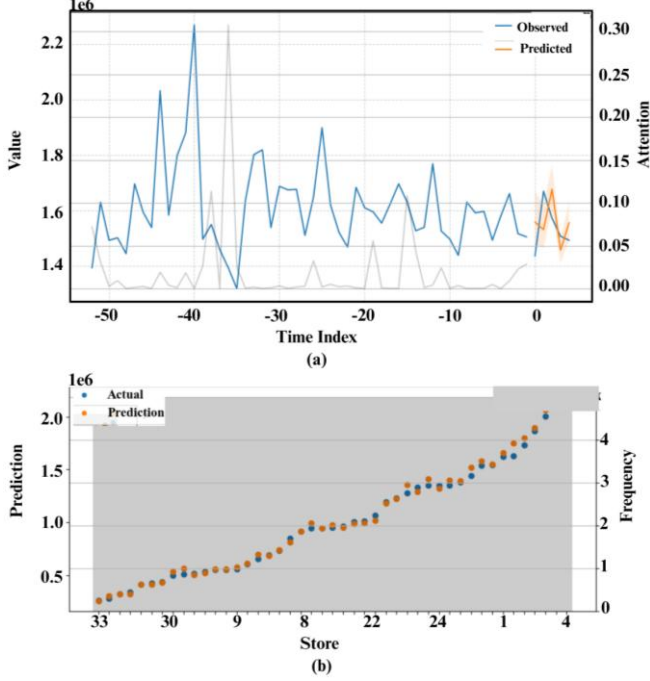 1e6
Observed
Predicted
2.2
2.0
1.8
1.6
1.4
Value
0.30
0.25
0.20
0.15
0.10
0.05
0.00
Attention
-50 -40 -30 -20 -10 0
Time Index
(a)
1e6
Actual
Prediction
2.0
1.5
1.0
0.5
Prediction
4
3
2
1
0
Frequency
33 30 9 8 22 24 1 4
Store
(b)